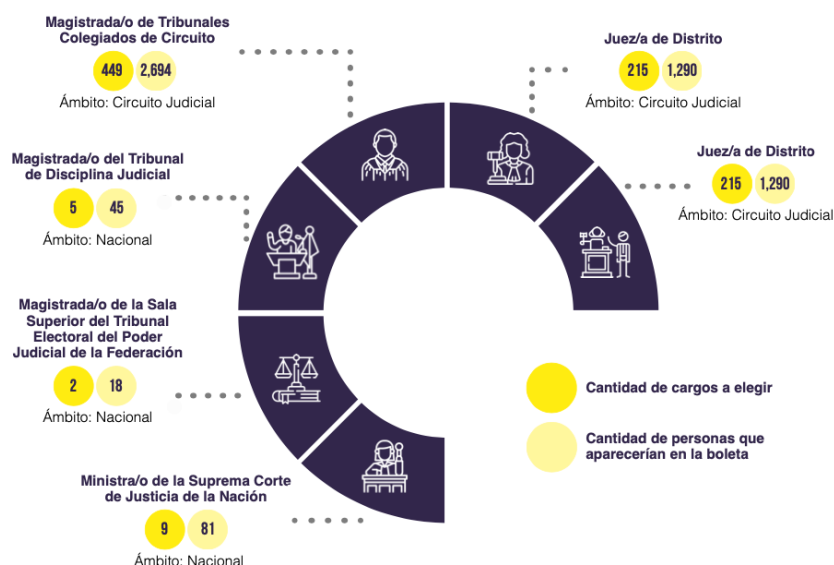 Magistrada/o de Tribunales
Colegiados de Circuito
449 2,694
Ámbito: Circuito Judicial
Juez/a de Distrito
215 1,290
Ámbito: Circuito Judicial
Magistrada/o del Tribunal
de Disciplina Judicial
5 45
Ámbito: Nacional
Juez/a de Distrito
215 1,290
Ámbito: Circuito Judicial
Magistrada/o de la Sala
Superior del Tribunal
Electoral del Poder
Judicial de la Federación
2 18
Ámbito: Nacional
Ministra/o de la Suprema Corte
de Justicia de la Nación
9 81
Ámbito: Nacional
Cantidad de cargos a elegir
Cantidad de personas que
aparecerían en la boleta